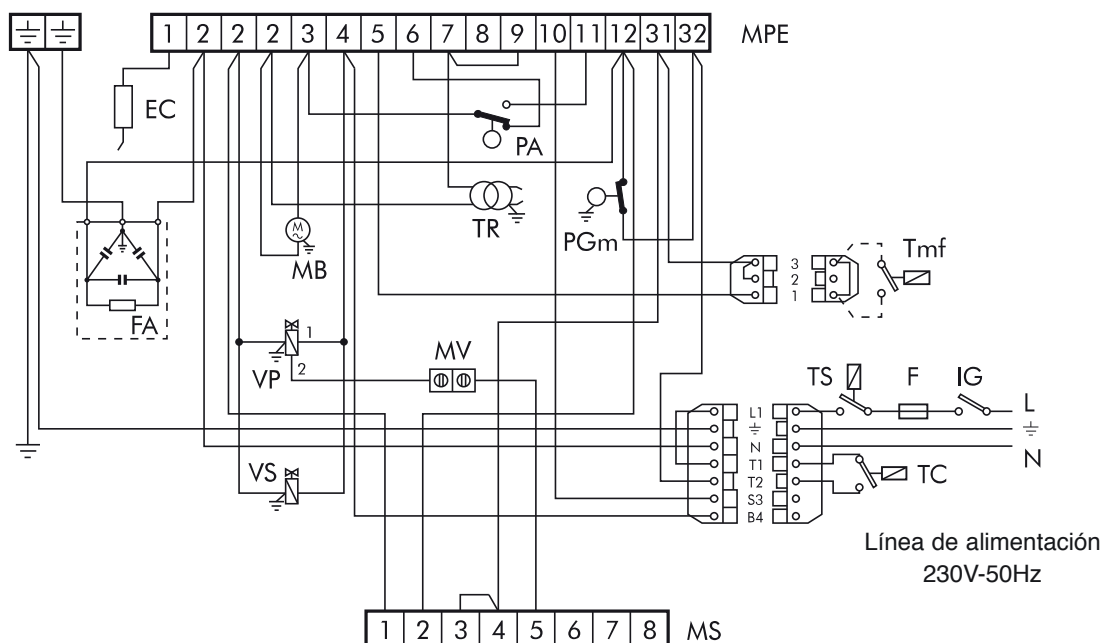 1 2 2 2 3 4 5 6 7 8 9 10 11 12 31 32 MPE
EC
PA
TR
PGm
M
MB
3
2
1
Tmf
FA
VP
1
2
MV
TS F IG
L
N
L1
N
T1
T2
S3
B4
TC
VS
Línea de alimentación
230V-50Hz
1 2 3 4 5 6 7 8 MS